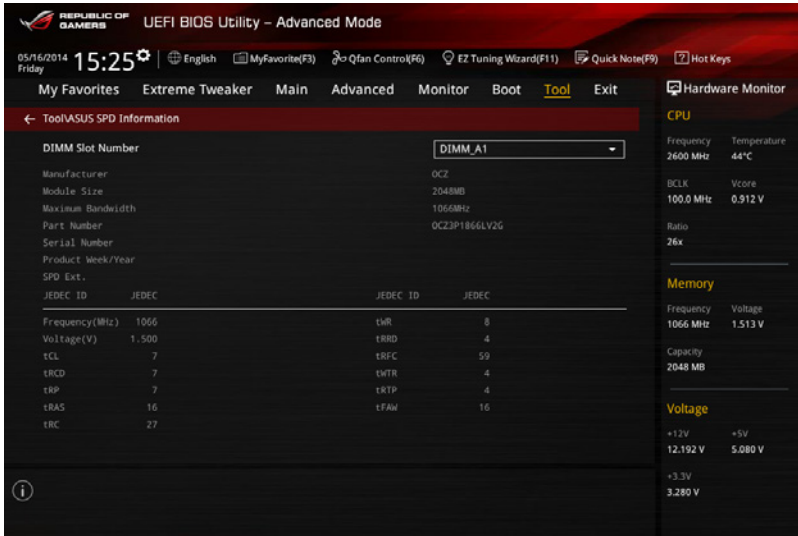 REPUBLIC OF
GAMERS
UEFI BIOS Utility – Advanced Mode
05/16/2014
Friday
15:25
English
MyFavorite(F3)
Qfan Control(F6)
EZ Tuning Wizard(F11)
Quick Note(F9)
Hot Keys
My Favorites Extreme Tweaker Main Advanced Monitor Boot Tool Exit
← Tool\ASUS SPD Information
DIMM Slot Number DIMM_A1
Manufacturer OCZ
Module Size 2048MB
Maximum Bandwidth 1066MHz
Part Number OCZ3P1866LV2G
Serial Number
Product Week/Year
SPD Ext.
JEDEC ID JEDEC JEDEC ID JEDEC
Frequency(MHz) 1066 tWR 8
Voltage(V) 1.500 tRRD 4
tCL 7 tRFC 59
tRCD 7 tWTR 4
tRP 7 tRTP 4
tRAS 16 tFAW 16
tRC 27
Hardware Monitor
CPU
Frequency Temperature
2600 MHz 44°C
BCLK Vcore
100.0 MHz 0.912 V
Ratio
26x
Memory
Frequency Voltage
1066 MHz 1.513 V
Capacity
2048 MB
Voltage
+12V +5V
12.192 V 5.080 V
+3.3V
3.280 V